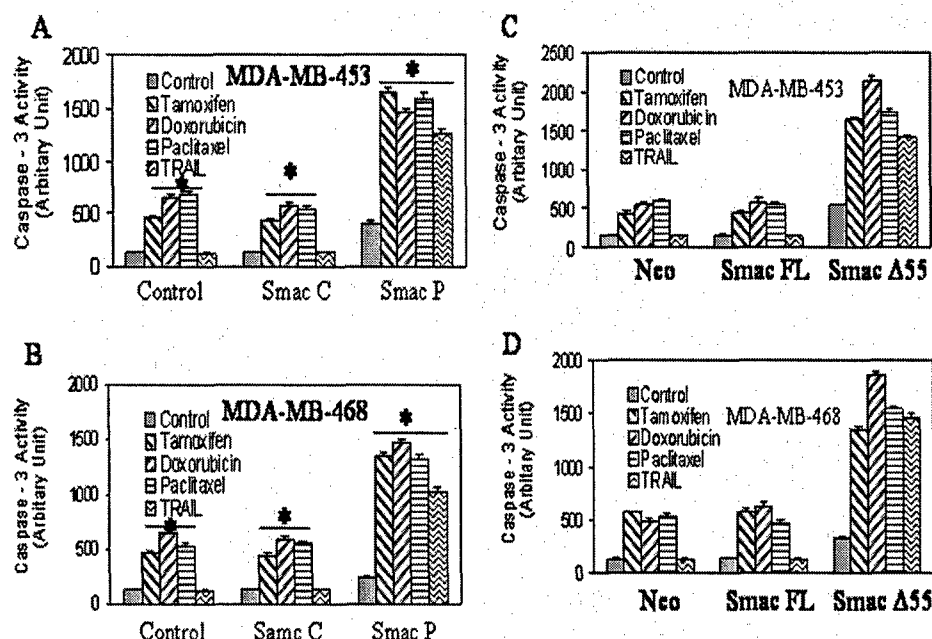 A
2000
1500
1000
500
0
Caspase - 3 Activity
(Arbitary Unit)
MDA-MB-453
Control
Tamoxifen
Doxorubicin
Paclitaxel
TRAIL
*
*
*
Control
Smac C
Smac P
C
2500
2000
1500
1000
500
0
Caspase - 3 Activity
(Arbitary Unit)
MDA-MB-453
Control
Tamoxifen
Doxorubicin
Paclitaxel
TRAIL
Neo
Smac FL
Smac Δ55
B
2000
1500
1000
500
0
Caspase - 3 Activity
(Arbitary Unit)
MDA-MB-468
Control
Tamoxifen
Doxorubicin
Paclitaxel
TRAIL
*
*
*
Control
Samc C
Smac P
D
2000
1500
1000
500
0
Caspase - 3 Activity
(Arbitary Unit)
MDA-MB-468
Control
Tamoxifen
Doxorubicin
Paclitaxel
TRAIL
Neo
Smac FL
Smac Δ55